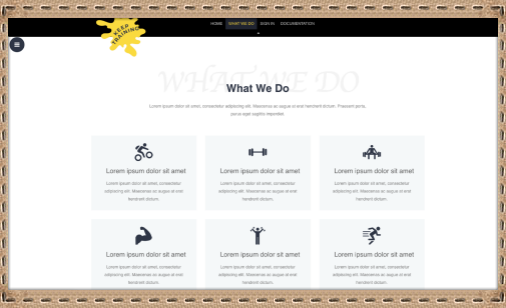 KEEP
TRAINING
HOME WHAT WE DO SIGN IN DOCUMENTATION
WHAT WE DO
What We Do
Lorem ipsum dolor sit amet, consectetur adipiscing elit. Maecenas ac augue at erat hendrerit dictum. Praesent porta,
purus eget sagittis imperdiet.
Lorem ipsum dolor sit amet Lorem ipsum dolor sit amet Lorem ipsum dolor sit amet
Lorem ipsum dolor sit amet, consectetur Lorem ipsum dolor sit amet, consectetur Lorem ipsum dolor sit amet, consectetur
adipiscing elit. Maecenas ac augue at erat adipiscing elit. Maecenas ac augue at erat adipiscing elit. Maecenas ac augue at erat
hendrerit dictum. hendrerit dictum. hendrerit dictum.
Lorem ipsum dolor sit amet Lorem ipsum dolor sit amet Lorem ipsum dolor sit amet
Lorem ipsum dolor sit amet, consectetur Lorem ipsum dolor sit amet, consectetur Lorem ipsum dolor sit amet, consectetur
adipiscing elit. Maecenas ac augue at erat adipiscing elit. Maecenas ac augue at erat adipiscing elit. Maecenas ac augue at erat
hendrerit dictum. hendrerit dictum. hendrerit dictum.